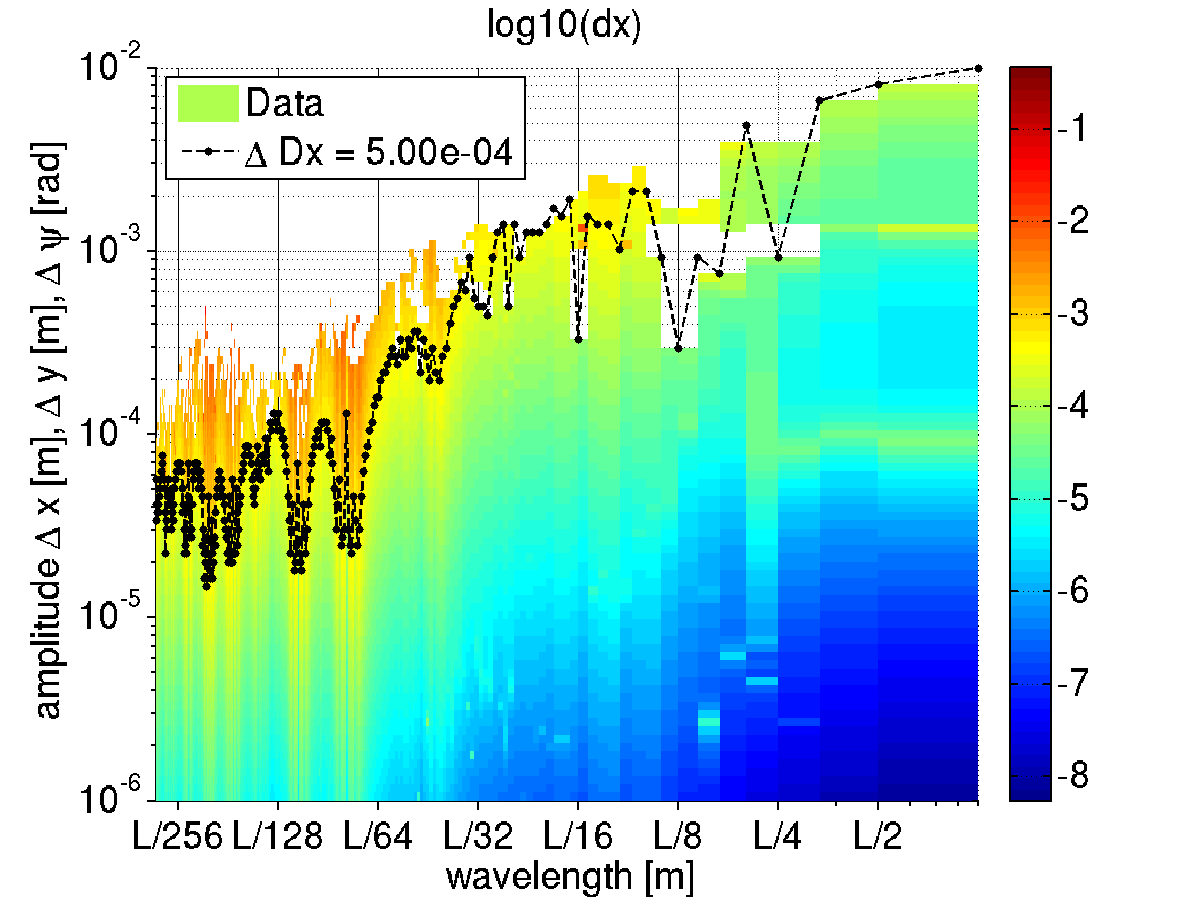 log10(dx)
Data
Δ Dx = 5.00e-04
amplitude Δ x [m], Δ y [m], Δ ψ [rad]
10^-2
10^-3
10^-4
10^-5
10^-6
L/256 L/128 L/64 L/32 L/16 L/8 L/4 L/2
wavelength [m]
-1
-2
-3
-4
-5
-6
-7
-8